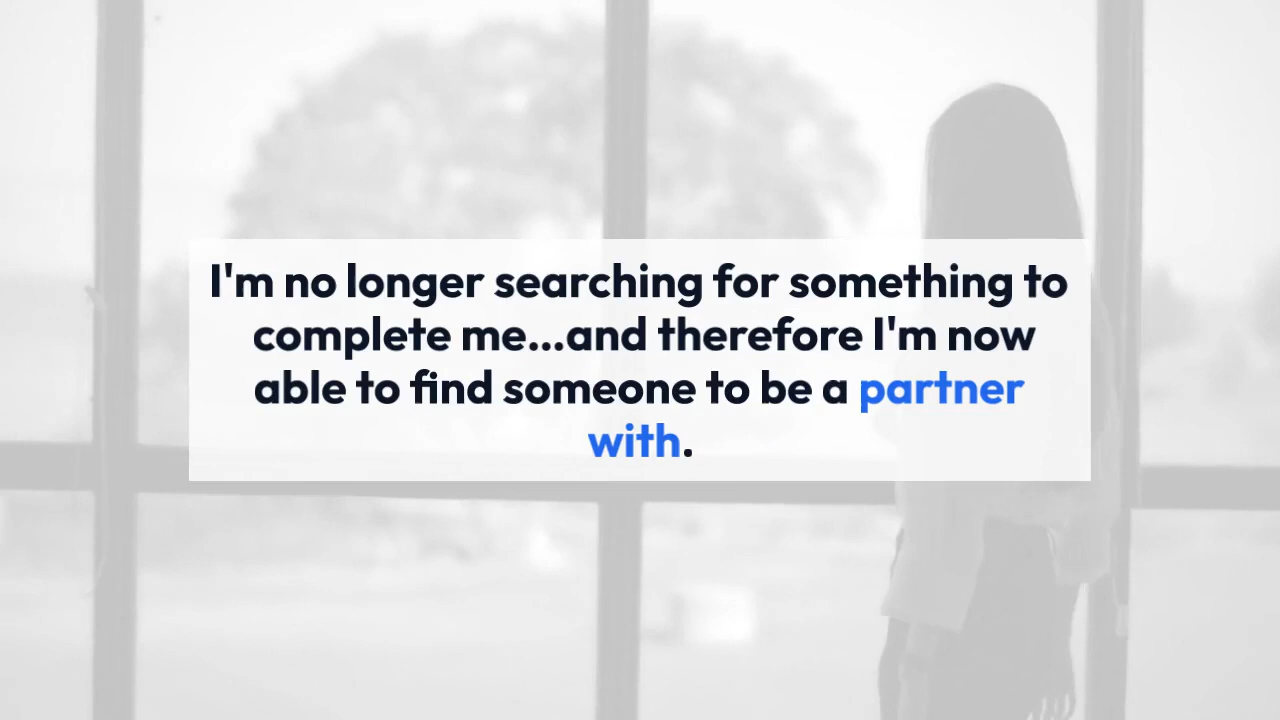 I'm no longer searching for something to
complete me...and therefore I'm now
able to find someone to be a partner
with.